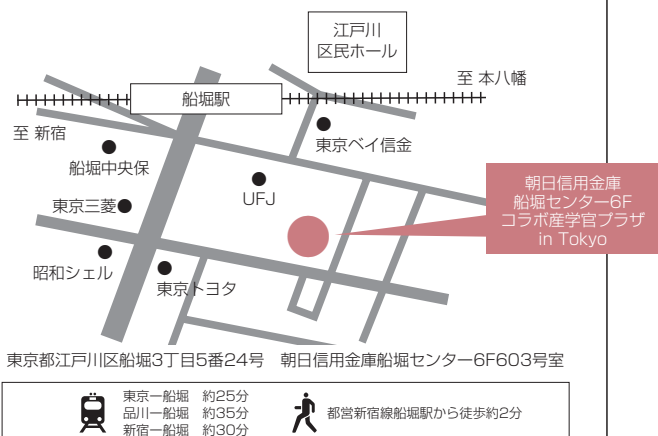 江戸川
区民ホール
至 本八幡
船堀駅
至 新宿
東京ベイ信金
船堀中央保
UFJ
東京三菱
朝日信用金庫
船堀センター6F
コラボ産学官プラザ
in Tokyo
昭和シェル
東京トヨタ
東京都江戸川区船堀3丁目5番24号　朝日信用金庫船堀センター6F603号室
東京―船堀　約25分
品川―船堀　約35分
新宿―船堀　約30分
都営新宿線船堀駅から徒歩約2分